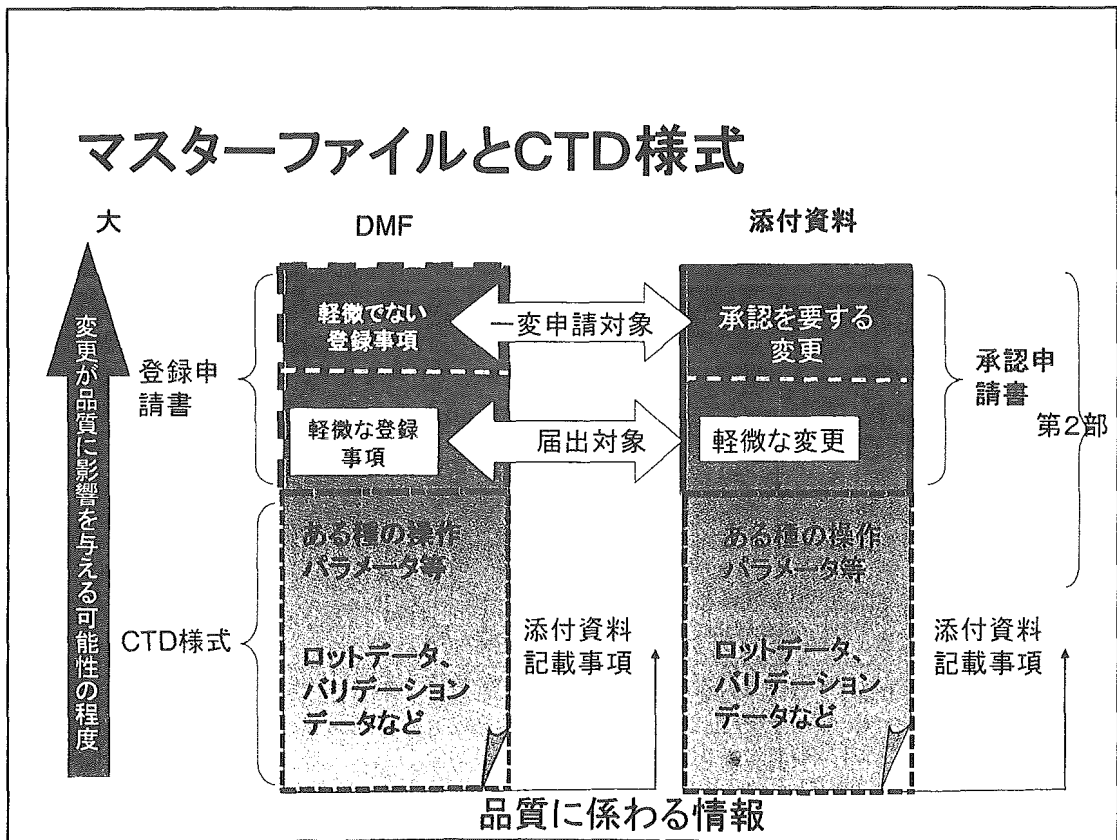 マスターファイルとCTD様式
大
DMF
添付資料
変更が品質に影響を与える可能性の程度
登録申
請書
軽微でない
登録事項
一変申請対象
承認を要する
変更
承認申
請書
第2部
軽微な登録
事項
届出対象
軽微な変更
CTD様式
ある種の操作
パラメータ等
ロットデータ、
バリデーション
データなど
添付資料
記載事項
ある種の操作
パラメータ等
ロットデータ、
バリデーション
データなど
添付資料
記載事項
品質に係わる情報